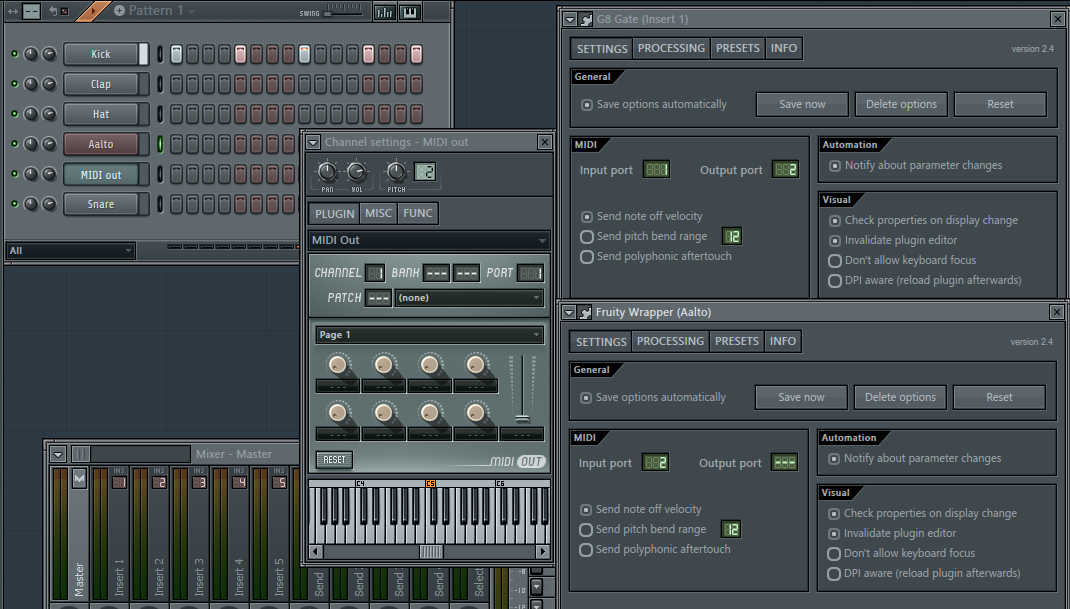 Pattern 1
SWING
Kick
Clap
Hat
Aalto
MIDI out
Snare
All
Channel settings - MIDI out
PAN
VOL
PITCH
2
PLUGIN
MISC
FUNC
MIDI Out
CHANNEL
1
BANK
---
---
PORT
1
PATCH
---
(none)
Page 1
---
---
---
---
---
---
---
---
---
RESET
MIDI OUT
C4
C5
C6
Mixer - Master
INS
1
INS
2
INS
3
INS
4
INS
5
M
Master
Insert 1
Insert 2
Insert 3
Insert 4
Insert 5
Send
Send
Send
Send
Select
G8 Gate (Insert 1)
SETTINGS
PROCESSING
PRESETS
INFO
version 2.4
General
Save options automatically
Save now
Delete options
Reset
MIDI
Input port
1
Output port
2
Send note off velocity
Send pitch bend range
12
Send polyphonic aftertouch
Automation
Notify about parameter changes
Visual
Check properties on display change
Invalidate plugin editor
Don't allow keyboard focus
DPI aware (reload plugin afterwards)
Fruity Wrapper (Aalto)
SETTINGS
PROCESSING
PRESETS
INFO
version 2.4
General
Save options automatically
Save now
Delete options
Reset
MIDI
Input port
2
Output port
---
Send note off velocity
Send pitch bend range
12
Send polyphonic aftertouch
Automation
Notify about parameter changes
Visual
Check properties on display change
Invalidate plugin editor
Don't allow keyboard focus
DPI aware (reload plugin afterwards)